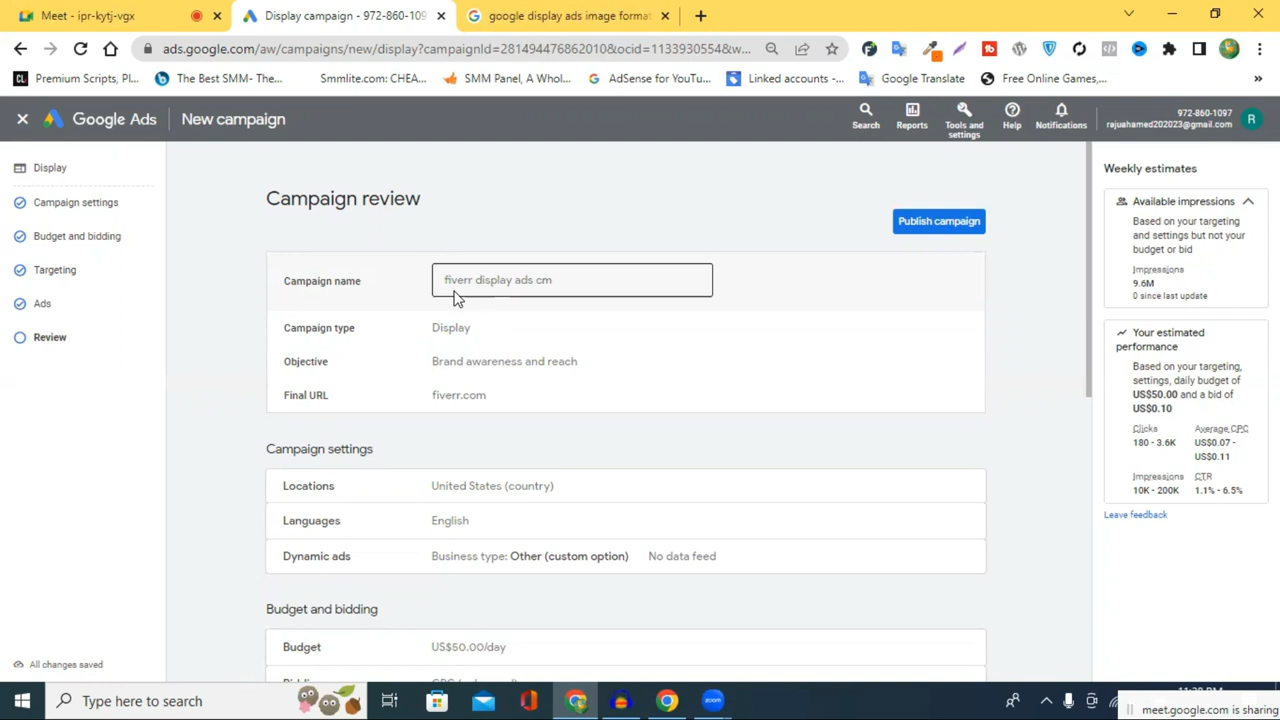 Meet - ipr-kytj-vgx
Display campaign - 972-860-109
google display ads image format
ads.google.com/aw/campaigns/new/display?campaignId=281494476862010&ocid=1133930554&w...
Premium Scripts, Pl...
The Best SMM- The...
Smmlite.com: CHEA...
SMM Panel, A Whol...
AdSense for YouTu...
Linked accounts -...
Google Translate
Free Online Games,...
Google Ads
New campaign
Search
Reports
Tools and settings
Help
Notifications
972-860-1097
rajuahamed202023@gmail.com
R
Display
Campaign settings
Budget and bidding
Targeting
Ads
Review
All changes saved
Campaign review
Publish campaign
Campaign name
fiverr display ads cm
Campaign type
Display
Objective
Brand awareness and reach
Final URL
fiverr.com
Campaign settings
Locations
United States (country)
Languages
English
Dynamic ads
Business type: Other (custom option)
No data feed
Budget and bidding
Budget
US$50.00/day
Weekly estimates
Available impressions
Based on your targeting
and settings but not your
budget or bid
Impressions
9.6M
0 since last update
Your estimated
performance
Based on your targeting,
settings, daily budget of
US$50.00 and a bid of
US$0.10
Clicks
180 - 3.6K
Average CPC
US$0.07 -
US$0.11
Impressions
10K - 200K
CTR
1.1% - 6.5%
Leave feedback
Type here to search
zoom
meet.google.com is sharing